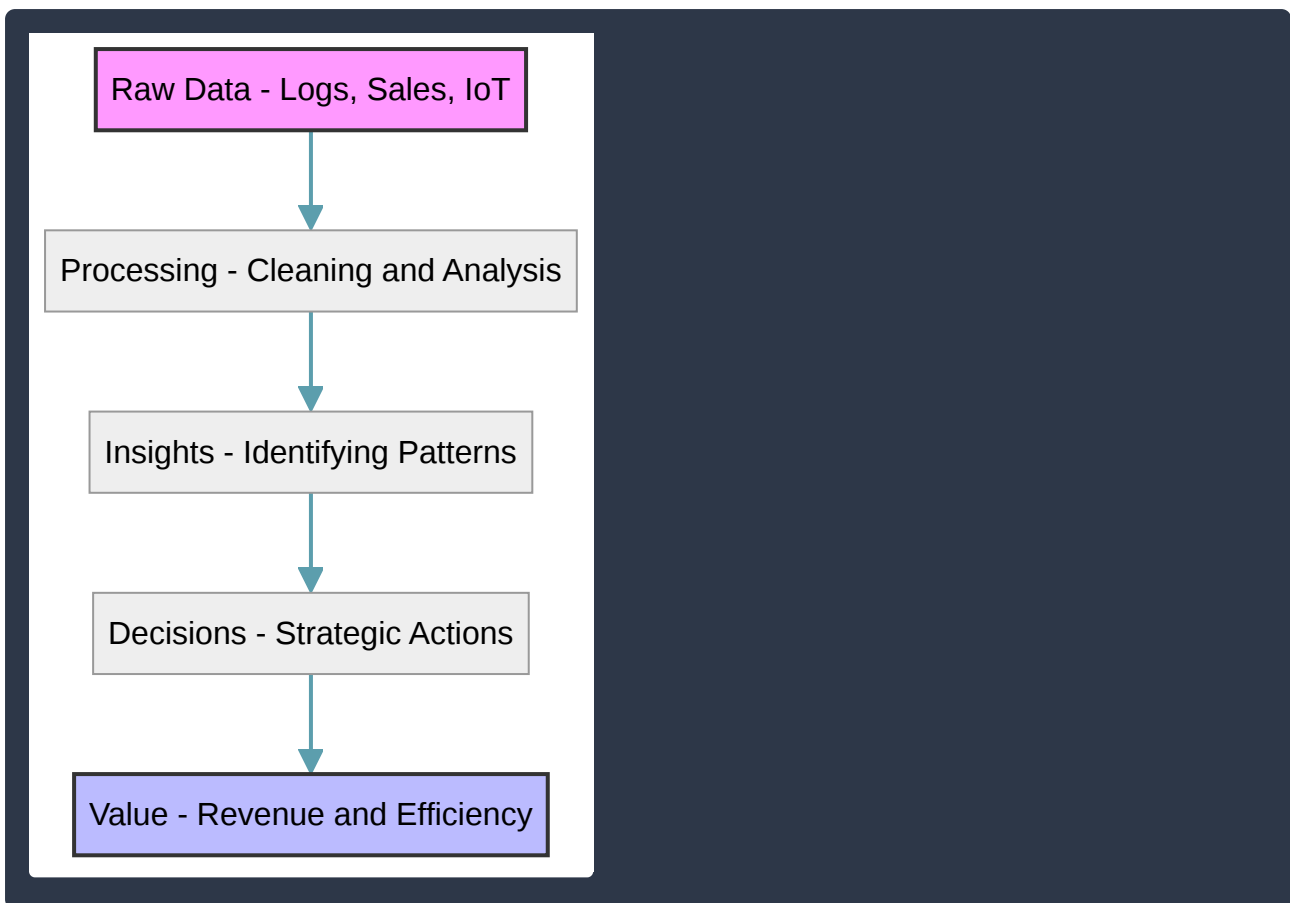 Raw Data - Logs, Sales, IoT
Processing - Cleaning and Analysis
Insights - Identifying Patterns
Decisions - Strategic Actions
Value - Revenue and Efficiency